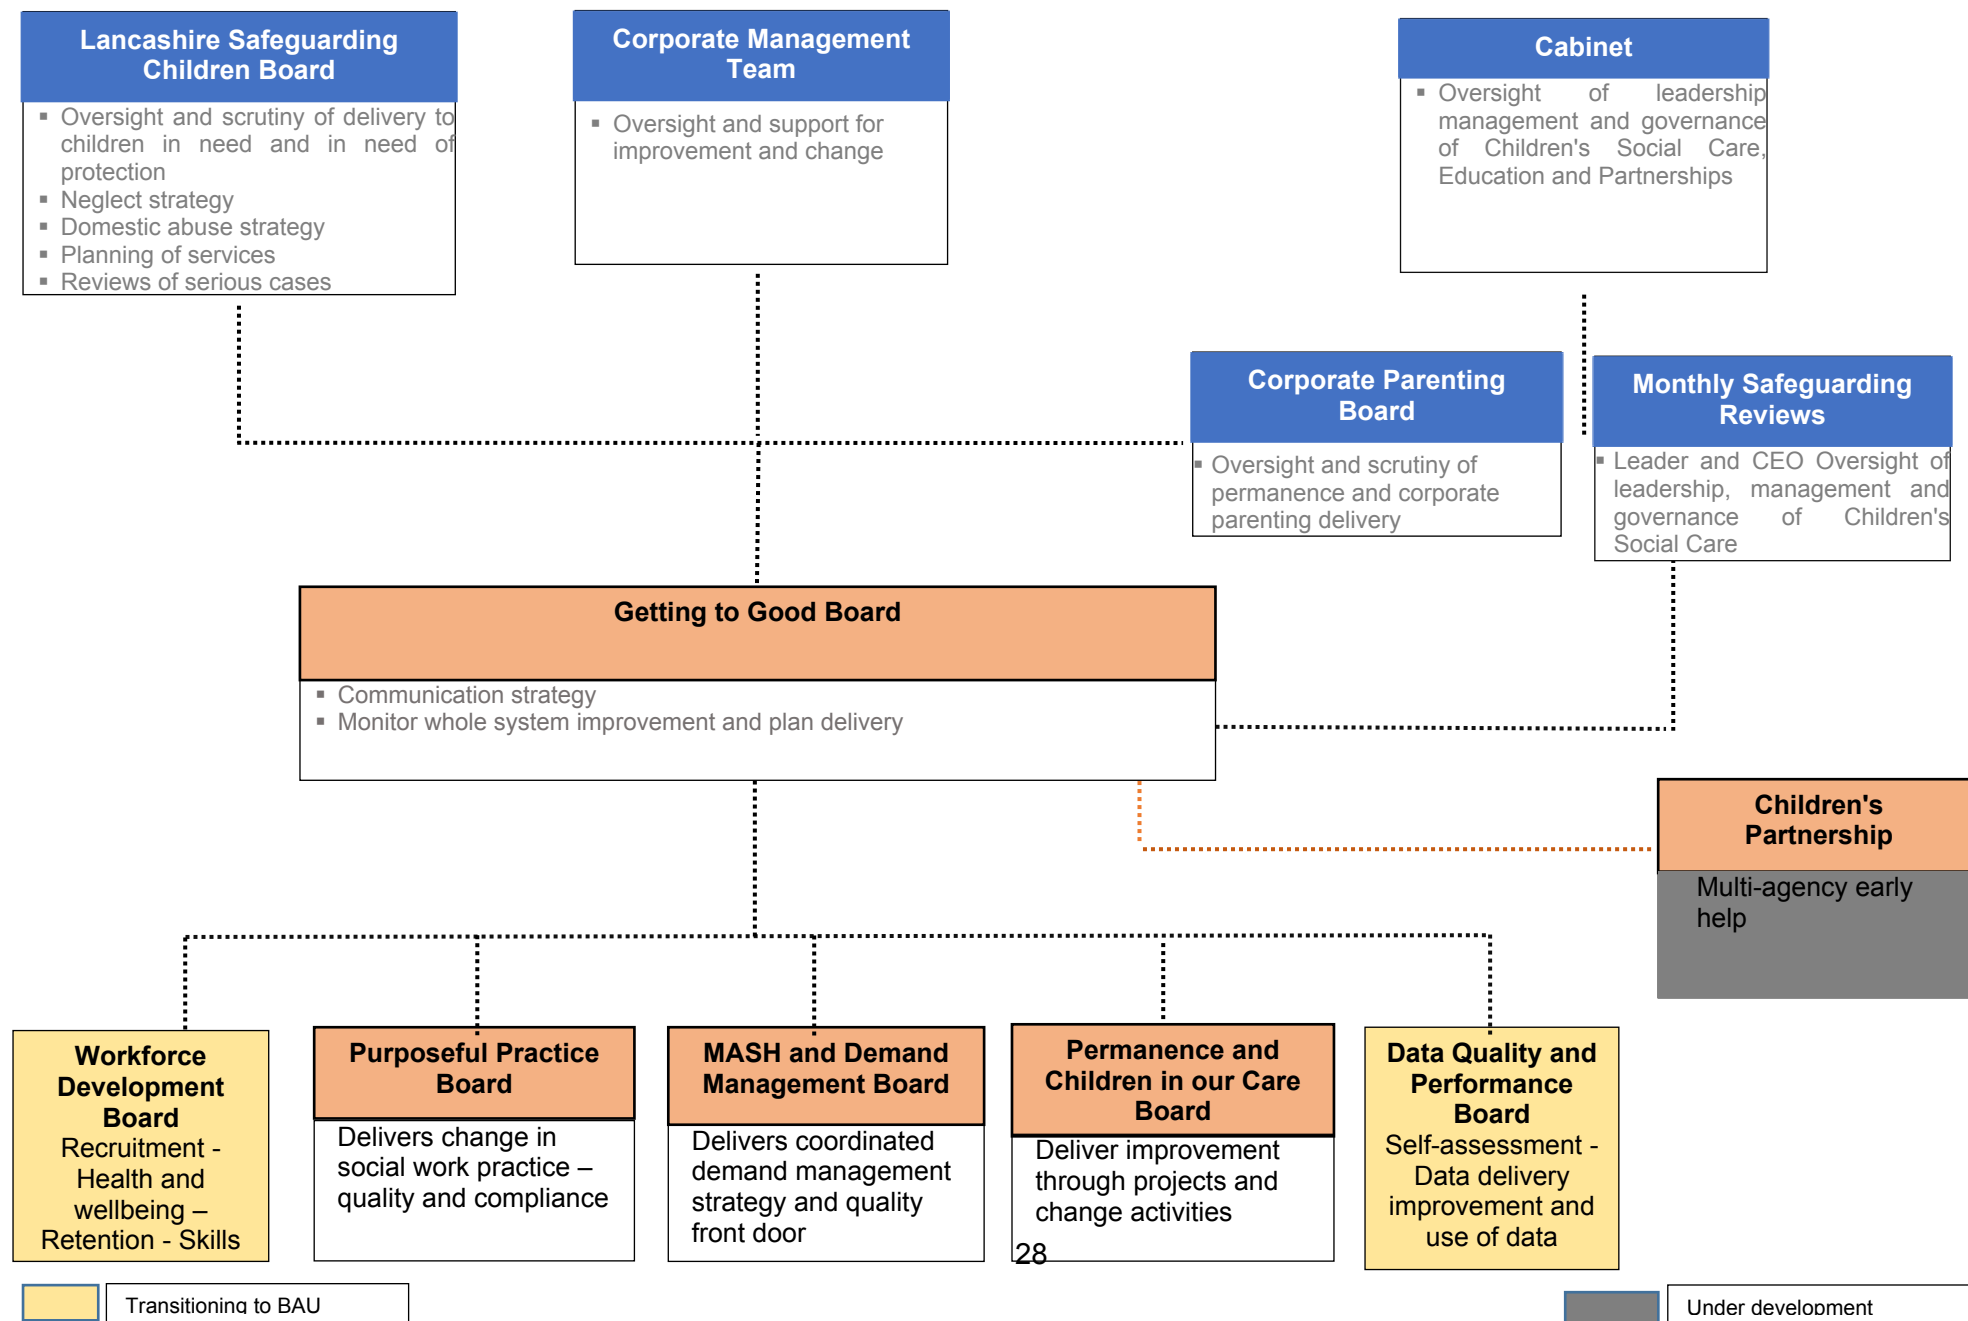 Lancashire Safeguarding
Children Board
▪ Oversight and scrutiny of delivery to
children in need and in need of
protection
▪ Neglect strategy
▪ Domestic abuse strategy
▪ Planning of services
▪ Reviews of serious cases
Corporate Management
Team
▪ Oversight and support for
improvement and change
Cabinet
▪ Oversight of leadership
management and governance
of Children's Social Care,
Education and Partnerships
Corporate Parenting
Board
▪ Oversight and scrutiny of
permanence and corporate
parenting delivery
Monthly Safeguarding
Reviews
▪ Leader and CEO Oversight of
leadership, management and
governance of Children's
Social Care
Getting to Good Board
▪ Communication strategy
▪ Monitor whole system improvement and plan delivery
Children's
Partnership
Multi-agency early
help
Workforce
Development
Board
Recruitment -
Health and
wellbeing –
Retention - Skills
Purposeful Practice
Board
Delivers change in
social work practice –
quality and compliance
MASH and Demand
Management Board
Delivers coordinated
demand management
strategy and quality
front door
Permanence and
Children in our Care
Board
Deliver improvement
through projects and
change activities
Data Quality and
Performance
Board
Self-assessment -
Data delivery
improvement and
use of data
28
Transitioning to BAU
Under development